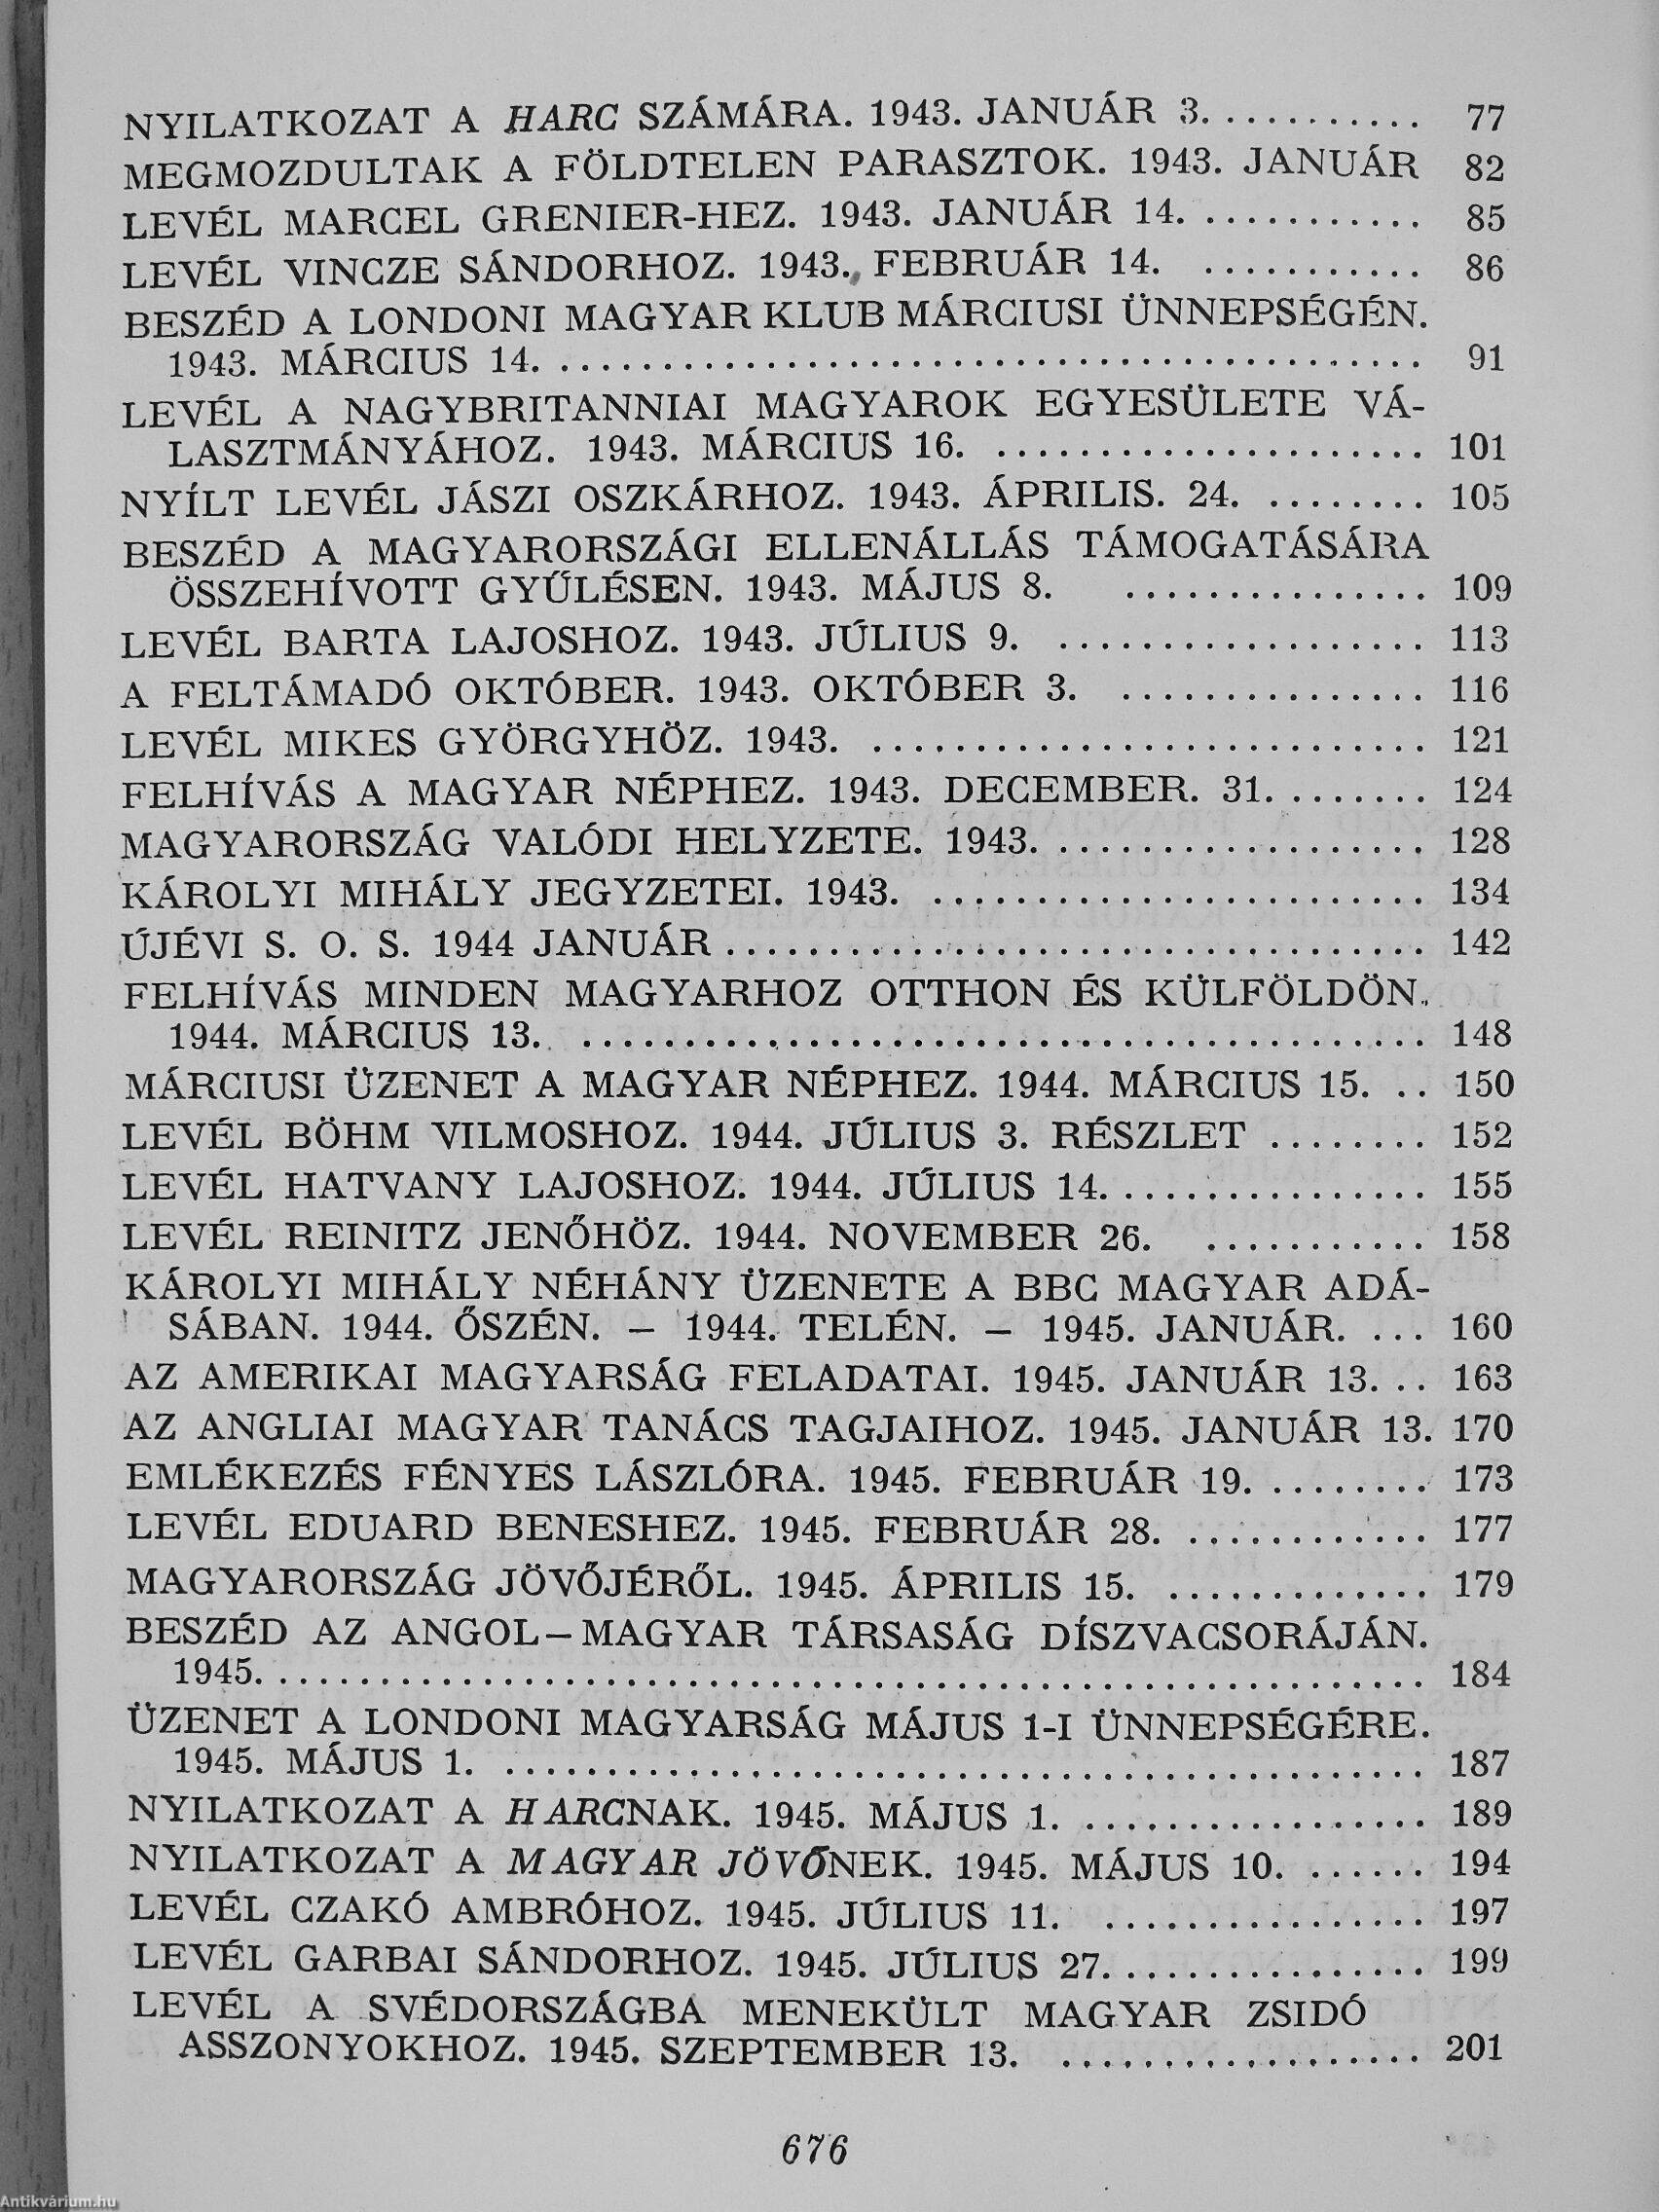 NYILATKOZAT A HARC SZÁMÁRA. 1943. JANUÁR 3. .......... 77
MEGMOZDULTAK A FÖLDTELEN PARASZTOK. 1943. JANUÁR 82
LEVÉL MARCEL GRENIER-HEZ. 1943. JANUÁR 14. .......... 85
LEVÉL VINCZE SÁNDORHOZ. 1943. FEBRUÁR 14. .......... 86
BESZÉD A LONDONI MAGYAR KLUB MÁRCIUSI ÜNNEPSÉGÉN.
1943. MÁRCIUS 14. .......... 91
LEVÉL A NAGYBRITANNIAI MAGYAROK EGYESÜLETE VÁ-
LASZTMÁNYÁHOZ. 1943. MÁRCIUS 16. .......... 101
NYÍLT LEVÉL JÁSZI OSZKÁRHOZ. 1943. ÁPRILIS. 24. ........ 105
BESZÉD A MAGYARORSZÁGI ELLENÁLLÁS TÁMOGATÁSÁRA
ÖSSZEHÍVOTT GYŰLÉSEN. 1943. MÁJUS 8. .......... 109
LEVÉL BARTA LAJOSHOZ. 1943. JÚLIUS 9. .......... 113
A FELTÁMADÓ OKTÓBER. 1943. OKTÓBER 3. .......... 116
LEVÉL MIKES GYÖRGYHÖZ. 1943. .......... 121
FELHÍVÁS A MAGYAR NÉPHEZ. 1943. DECEMBER. 31. ....... 124
MAGYARORSZÁG VALÓDI HELYZETE. 1943. .......... 128
KÁROLYI MIHÁLY JEGYZETEI. 1943. .......... 134
ÚJÉVI S. O. S. 1944 JANUÁR .......... 142
FELHÍVÁS MINDEN MAGYARHOZ OTTHON ÉS KÜLFÖLDÖN.
1944. MÁRCIUS 13. .......... 148
MÁRCIUSI ÜZENET A MAGYAR NÉPHEZ. 1944. MÁRCIUS 15. .. 150
LEVÉL BÖHM VILMOSHOZ. 1944. JÚLIUS 3. RÉSZLET ........ 152
LEVÉL HATVANY LAJOSHOZ. 1944. JÚLIUS 14. .......... 155
LEVÉL REINITZ JENŐHÖZ. 1944. NOVEMBER 26. .......... 158
KÁROLYI MIHÁLY NÉHÁNY ÜZENETE A BBC MAGYAR ADÁ-
SÁBAN. 1944. ŐSZÉN. – 1944. TELÉN. – 1945. JANUÁR. ... 160
AZ AMERIKAI MAGYARSÁG FELADATAI. 1945. JANUÁR 13. .. 163
AZ ANGLIAI MAGYAR TANÁCS TAGJAIHOZ. 1945. JANUÁR 13. 170
EMLÉKEZÉS FÉNYES LÁSZLÓRA. 1945. FEBRUÁR 19. ........ 173
LEVÉL EDUARD BENESHEZ. 1945. FEBRUÁR 28. .......... 177
MAGYARORSZÁG JÖVŐJÉRŐL. 1945. ÁPRILIS 15. .......... 179
BESZÉD AZ ANGOL–MAGYAR TÁRSASÁG DÍSZVACSORÁJÁN.
1945. .......... 184
ÜZENET A LONDONI MAGYARSÁG MÁJUS 1-I ÜNNEPSÉGÉRE.
1945. MÁJUS 1. .......... 187
NYILATKOZAT A HARCNAK. 1945. MÁJUS 1. .......... 189
NYILATKOZAT A MAGYAR JÖVŐNEK. 1945. MÁJUS 10. ...... 194
LEVÉL CZAKÓ AMBRÓHOZ. 1945. JÚLIUS 11. .......... 197
LEVÉL GARBAI SÁNDORHOZ. 1945. JÚLIUS 27. .......... 199
LEVÉL A SVÉDORSZÁGBA MENEKÜLT MAGYAR ZSIDÓ
ASSZONYOKHOZ. 1945. SZEPTEMBER 13. .......... 201
676
Antikvárium.hu